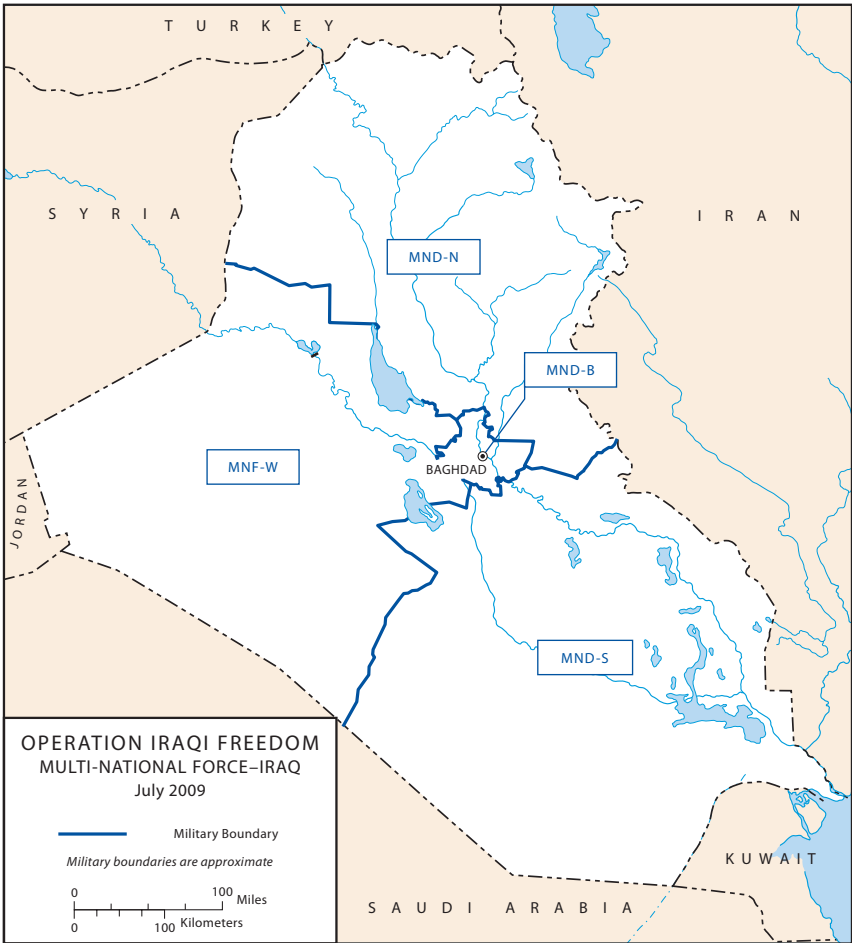 TURKEY
SYRIA
IRAN
MND-N
MND-B
MNF-W
BAGHDAD
JORDAN
MND-S
OPERATION IRAQI FREEDOM
MULTI-NATIONAL FORCE–IRAQ
July 2009
Military Boundary
Military boundaries are approximate
0 100 Miles
0 100 Kilometers
KUWAIT
SAUDI ARABIA